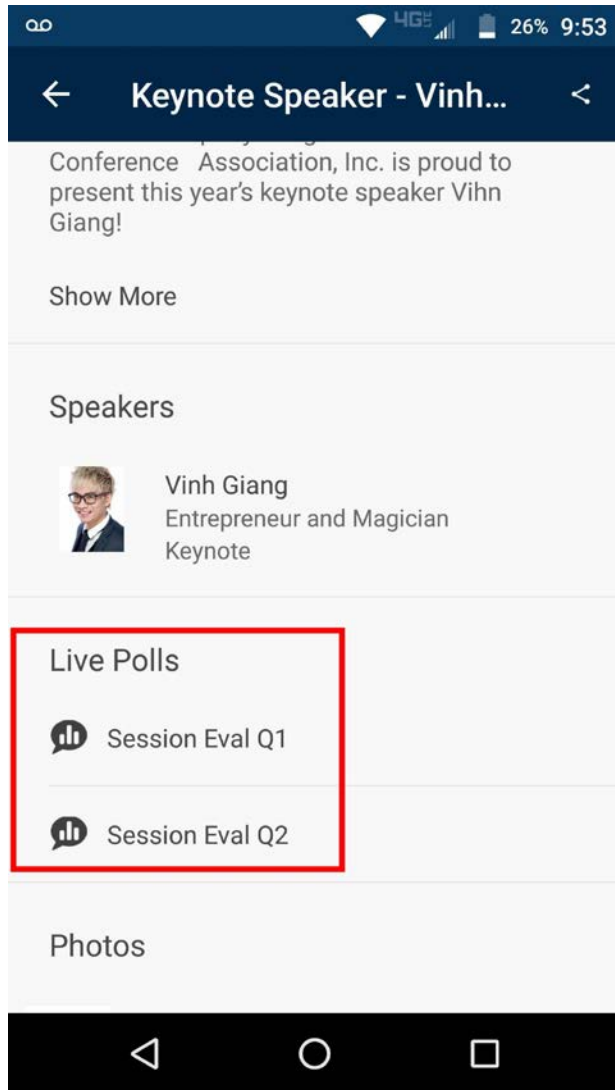 4G
26% 9:53
Keynote Speaker - Vinh...
Conference Association, Inc. is proud to
present this year's keynote speaker Vihn
Giang!
Show More
Speakers
Vinh Giang
Entrepreneur and Magician
Keynote
Live Polls
Session Eval Q1
Session Eval Q2
Photos